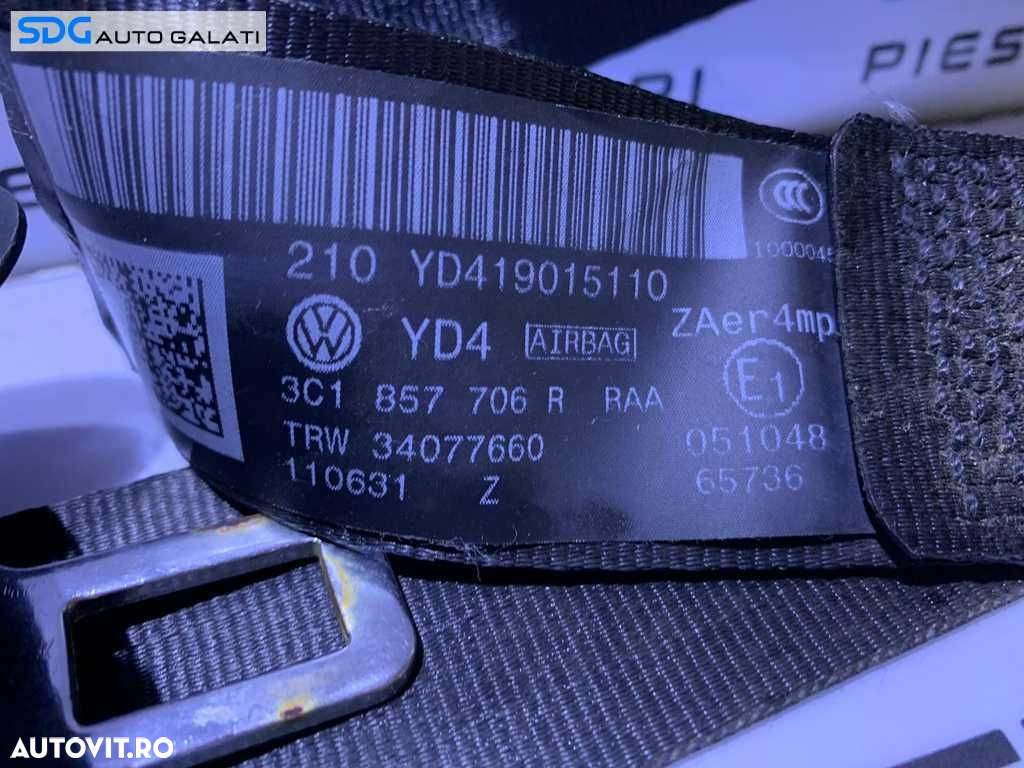 SDG AUTO GALATI
PIES
210 YD419015110
1000045
YD4 AIRBAG ZAer4mp
E1
3C1 857 706 R RAA
TRW 34077660 051048
110631 Z 65736
AUTOVIT.RO